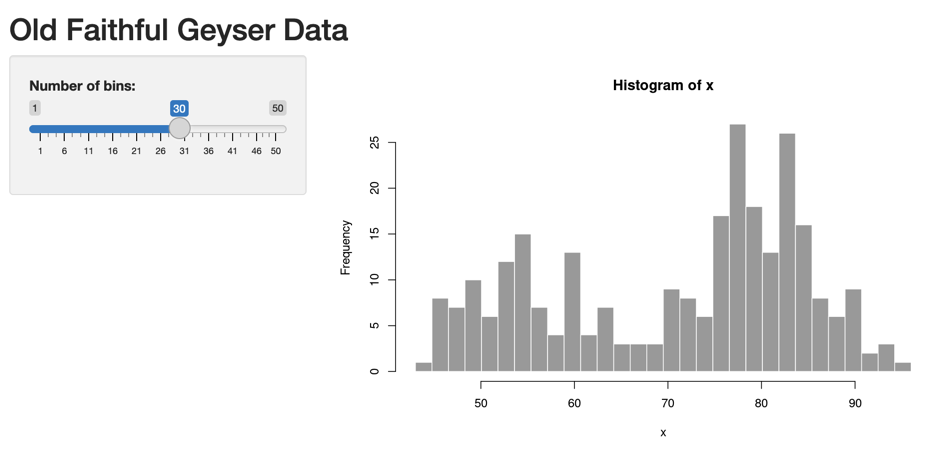 Old Faithful Geyser Data
Number of bins:
1 30 50
1 6 11 16 21 26 31 36 41 46 50
Histogram of x
Frequency
25
20
15
10
5
0
50 60 70 80 90
x